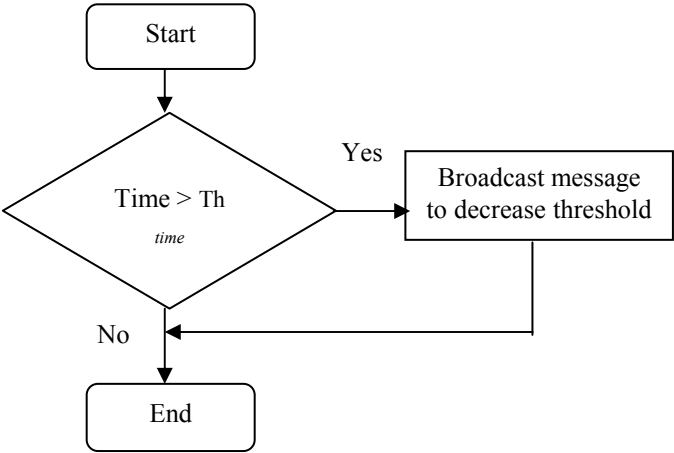 Start
Yes
Time > Th
time
Broadcast message
to decrease threshold
No
End